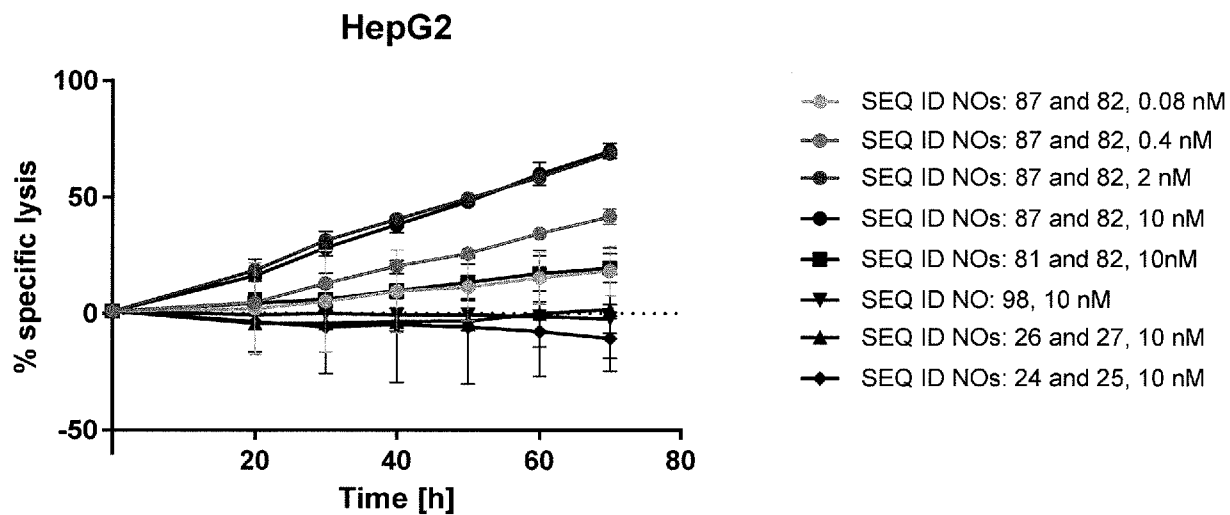 HepG2
100
50
0
-50
% specific lysis
20
40
60
80
Time [h]
SEQ ID NOs: 87 and 82, 0.08 nM
SEQ ID NOs: 87 and 82, 0.4 nM
SEQ ID NOs: 87 and 82, 2 nM
SEQ ID NOs: 87 and 82, 10 nM
SEQ ID NOs: 81 and 82, 10nM
SEQ ID NO: 98, 10 nM
SEQ ID NOs: 26 and 27, 10 nM
SEQ ID NOs: 24 and 25, 10 nM